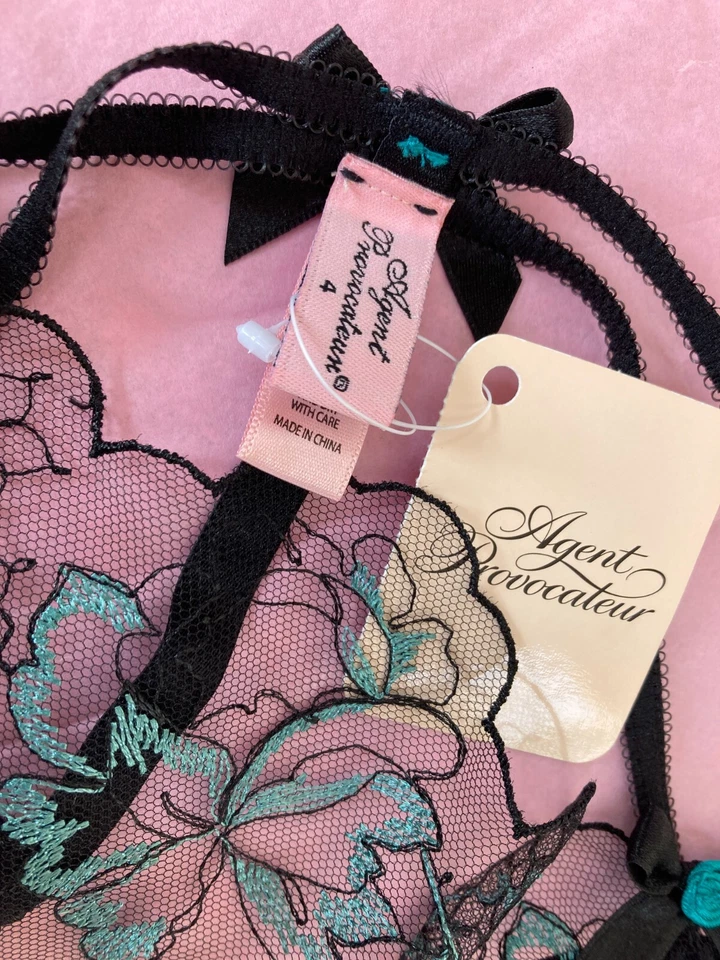 Agent
Provocateur®
4
WITH CARE
MADE IN CHINA
Agent
Provocateur